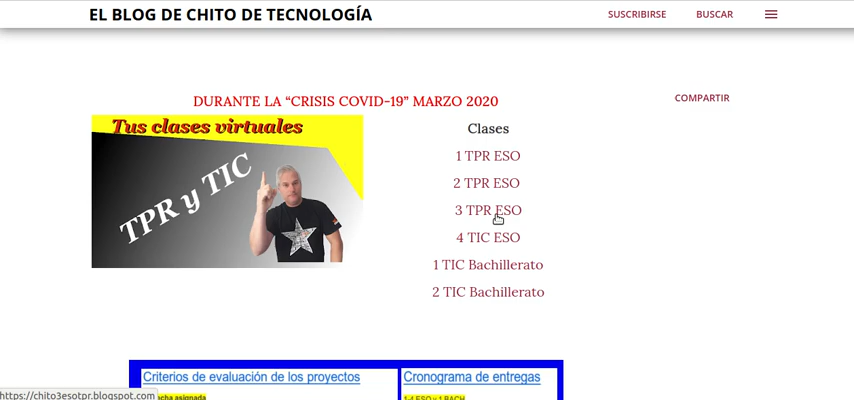 EL BLOG DE CHITO DE TECNOLOGÍA
SUSCRIBIRSE
BUSCAR
DURANTE LA “CRISIS COVID-19” MARZO 2020
COMPARTIR
Tus clases virtuales
TPR y TIC
Clases
1 TPR ESO
2 TPR ESO
3 TPR ESO
4 TIC ESO
1 TIC Bachillerato
2 TIC Bachillerato
Criterios de evaluación de los proyectos
Cronograma de entregas
asignada
https://chito3esotpr.blogspot.com